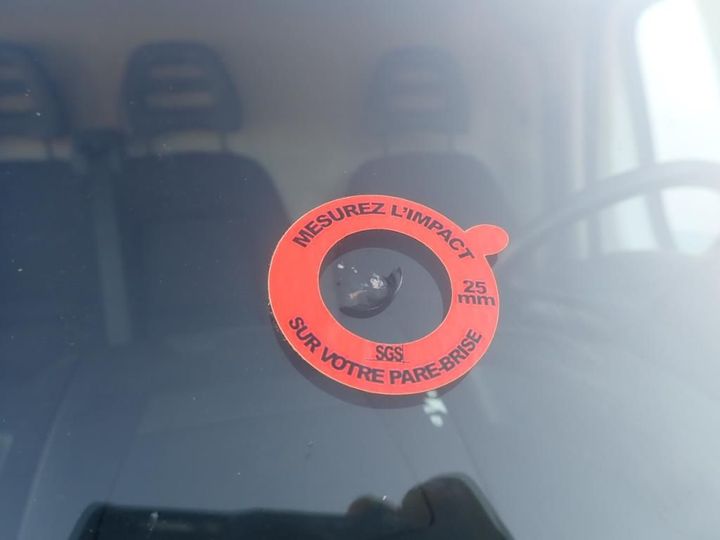 MESUREZ L'IMPACT
25
mm
SGS
SUR VOTRE PARE-BRISE